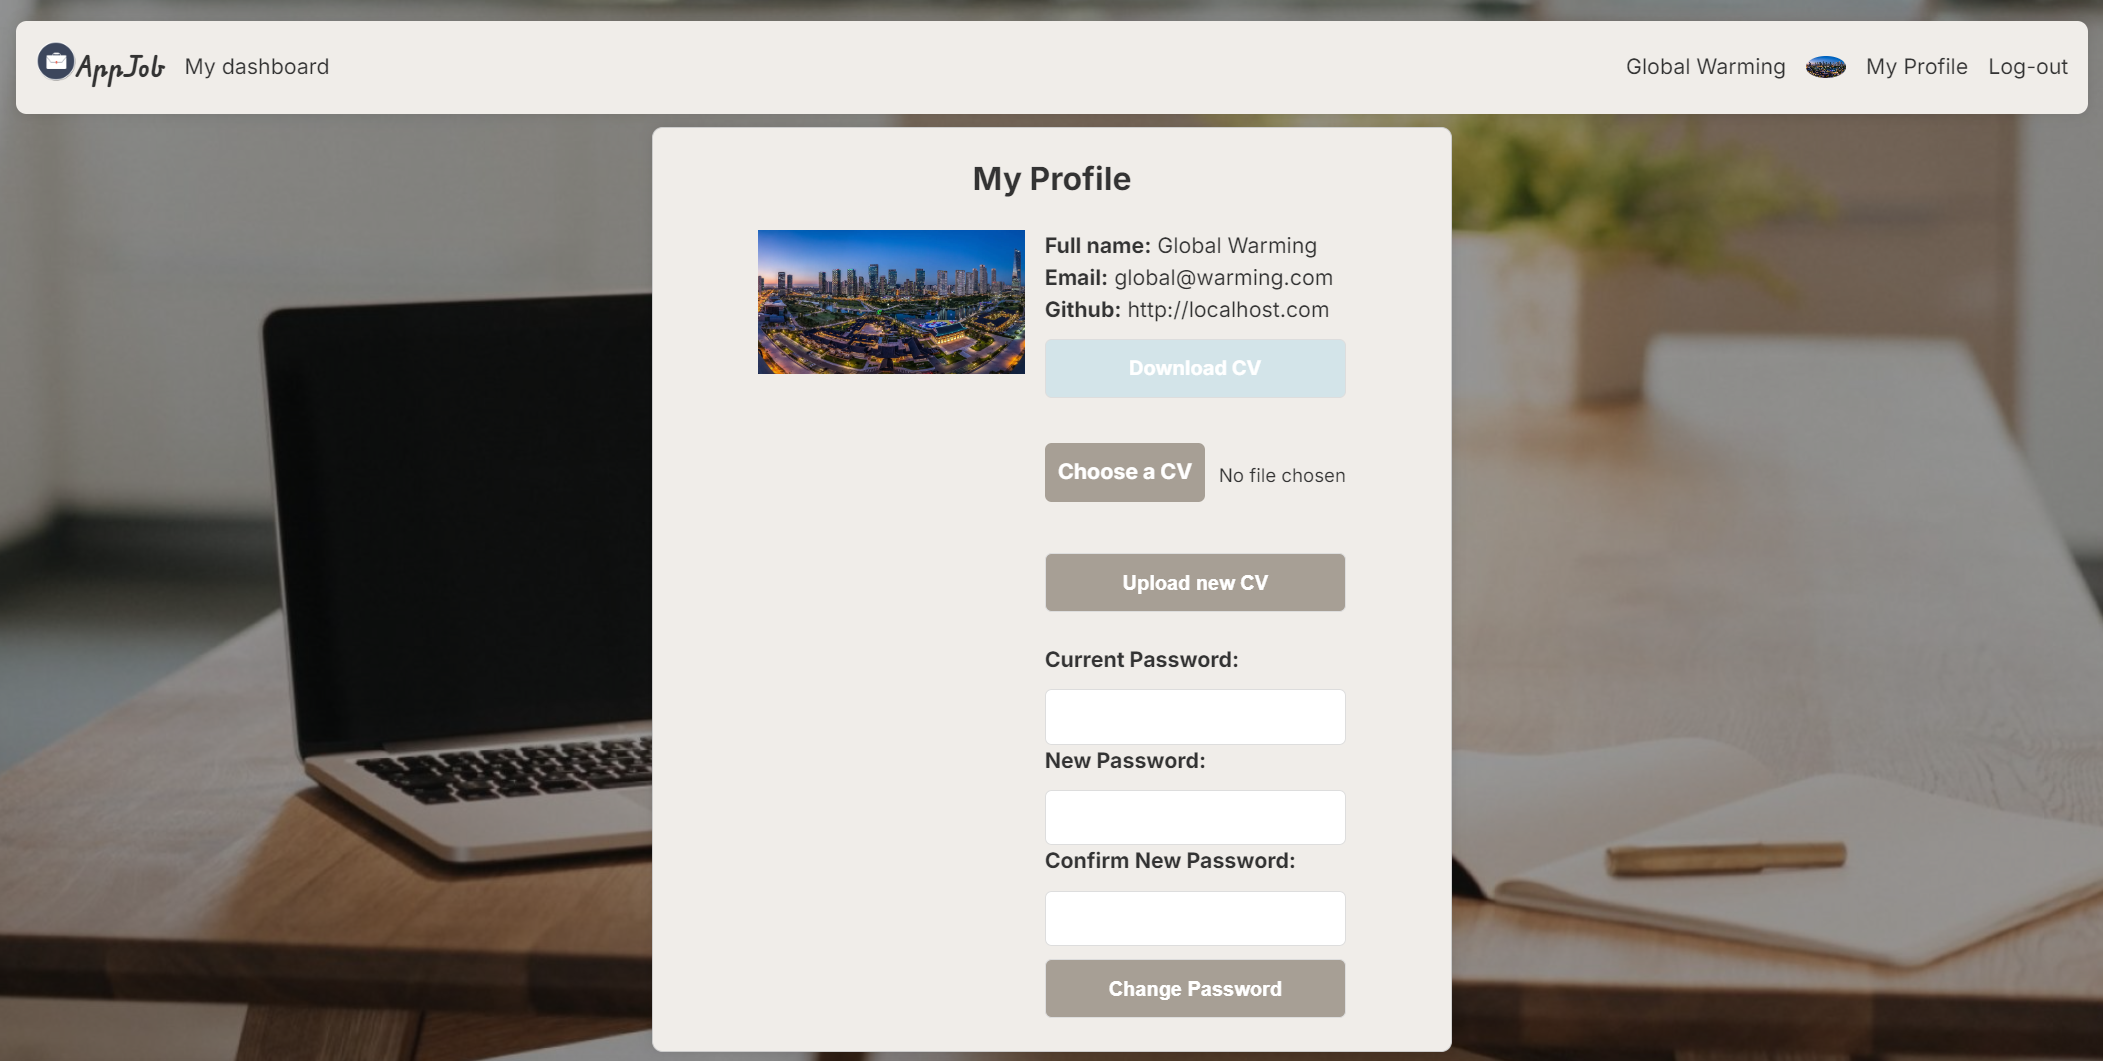 AppJob My dashboard Global Warming My Profile Log-out
My Profile
Full name: Global Warming
Email: global@warming.com
Github: http://localhost.com
Download CV
Choose a CV No file chosen
Upload new CV
Current Password:
New Password:
Confirm New Password:
Change Password